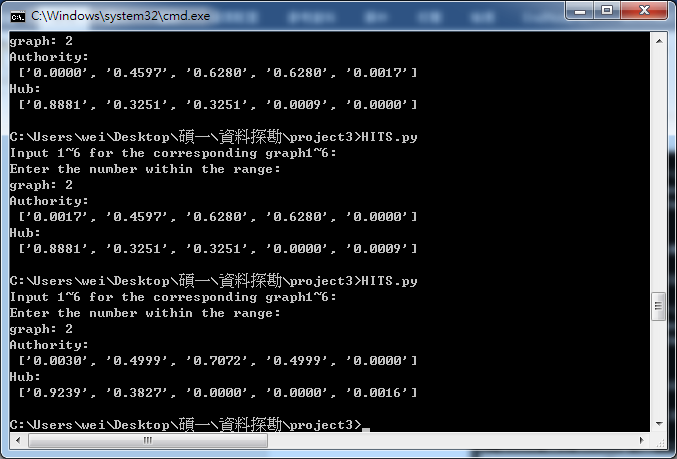 C:\Windows\system32\cmd.exe
graph: 2
Authority:
 ['0.0000', '0.4597', '0.6280', '0.6280', '0.0017']
Hub:
 ['0.8881', '0.3251', '0.3251', '0.0009', '0.0000']
C:\Users\wei\Desktop\碩一\資料探勘\project3>HITS.py
Input 1~6 for the corresponding graph1~6:
Enter the number within the range:
graph: 2
Authority:
 ['0.0017', '0.4597', '0.6280', '0.6280', '0.0000']
Hub:
 ['0.8881', '0.3251', '0.3251', '0.0000', '0.0009']
C:\Users\wei\Desktop\碩一\資料探勘\project3>HITS.py
Input 1~6 for the corresponding graph1~6:
Enter the number within the range:
graph: 2
Authority:
 ['0.0030', '0.4999', '0.7072', '0.4999', '0.0000']
Hub:
 ['0.9239', '0.3827', '0.0000', '0.0000', '0.0016']
C:\Users\wei\Desktop\碩一\資料探勘\project3>_